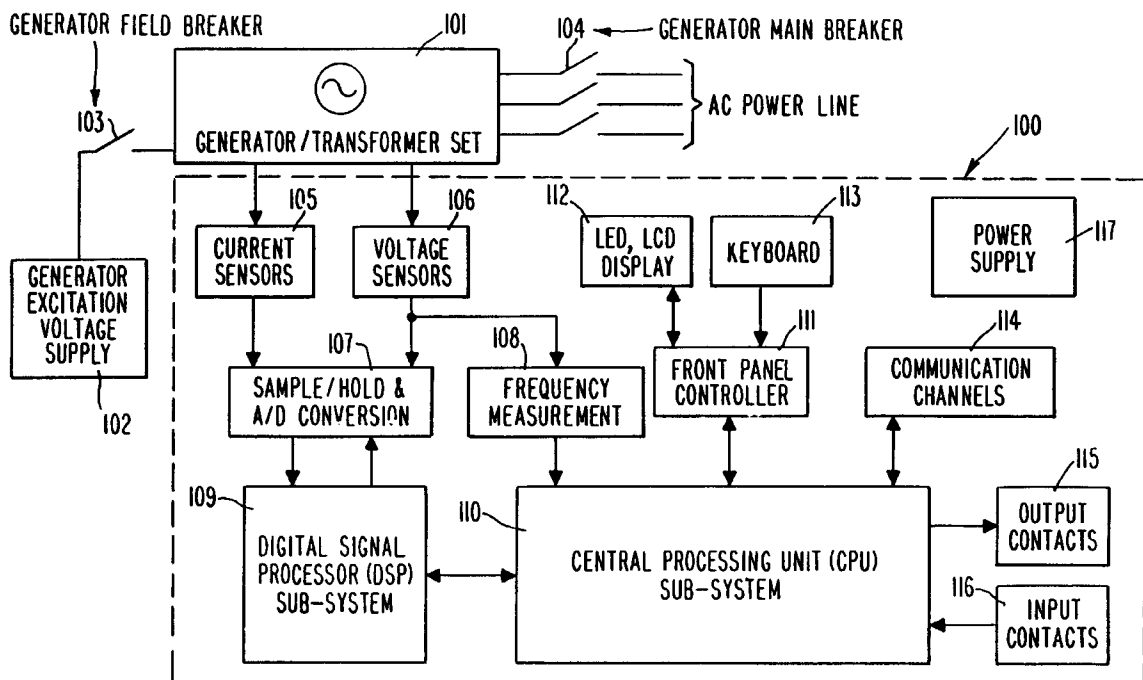 GENERATOR FIELD BREAKER
101
104
GENERATOR MAIN BREAKER
103
GENERATOR/TRANSFORMER SET
AC POWER LINE
100
105
CURRENT
SENSORS
106
VOLTAGE
SENSORS
112
LED, LCD
DISPLAY
113
KEYBOARD
POWER
SUPPLY
117
GENERATOR
EXCITATION
VOLTAGE
SUPPLY
102
107
SAMPLE/HOLD &
A/D CONVERSION
108
FREQUENCY
MEASUREMENT
111
FRONT PANEL
CONTROLLER
114
COMMUNICATION
CHANNELS
109
DIGITAL SIGNAL
PROCESSOR (DSP)
SUB-SYSTEM
110
CENTRAL PROCESSING UNIT (CPU)
SUB-SYSTEM
115
OUTPUT
CONTACTS
116
INPUT
CONTACTS